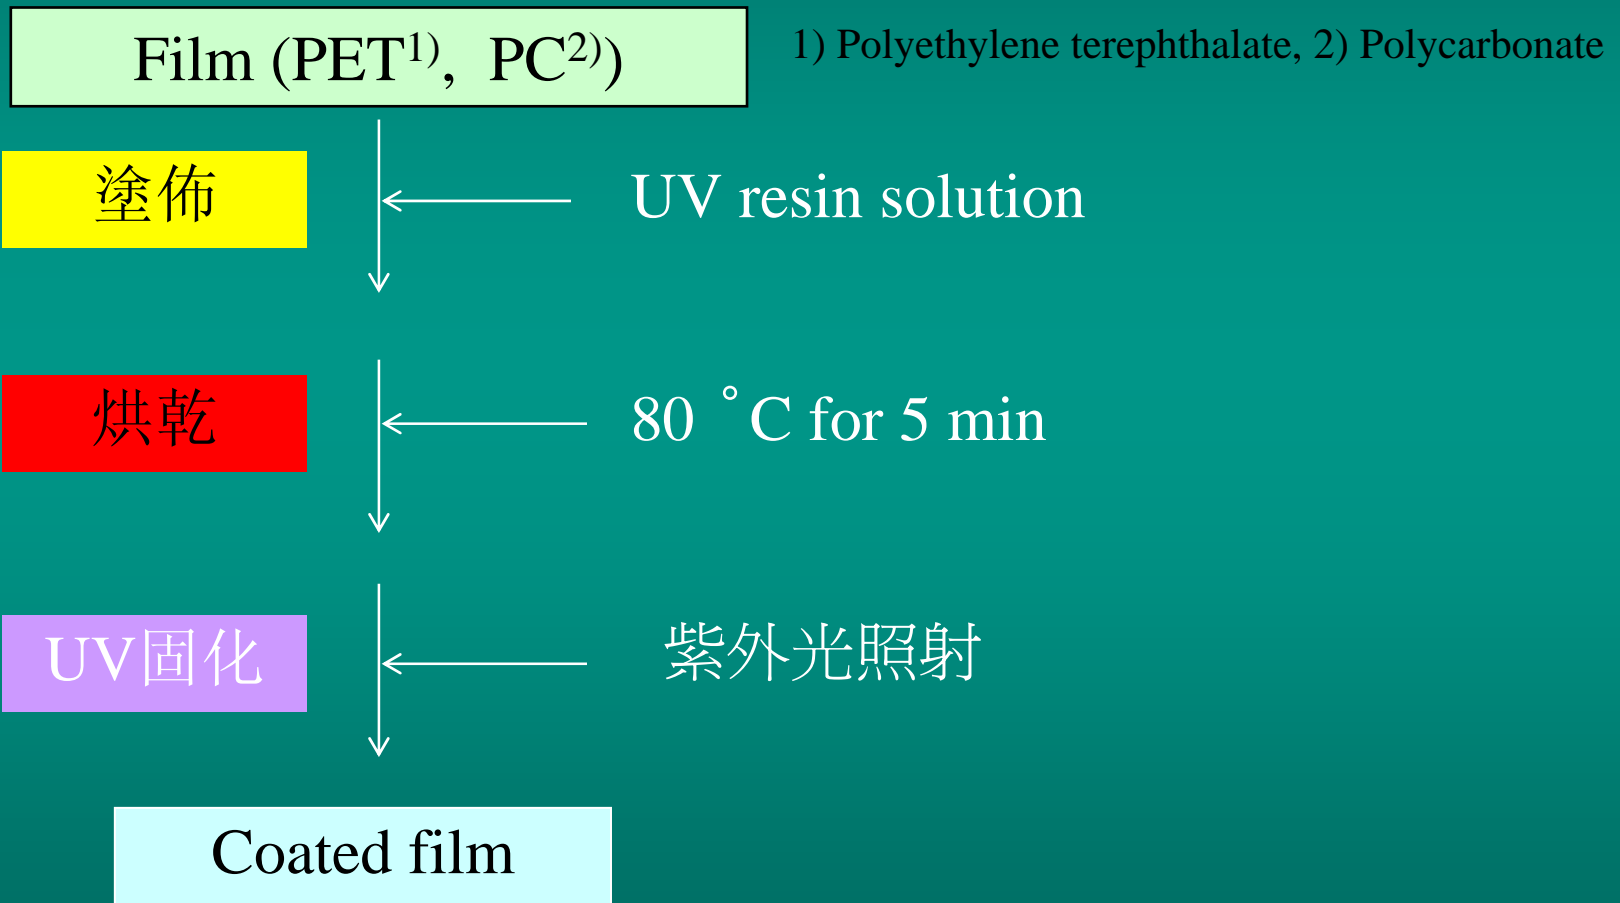 Film (PET1), PC2))
1) Polyethylene terephthalate, 2) Polycarbonate
塗佈
UV resin solution
烘乾
80 °C for 5 min
UV固化
紫外光照射
Coated film